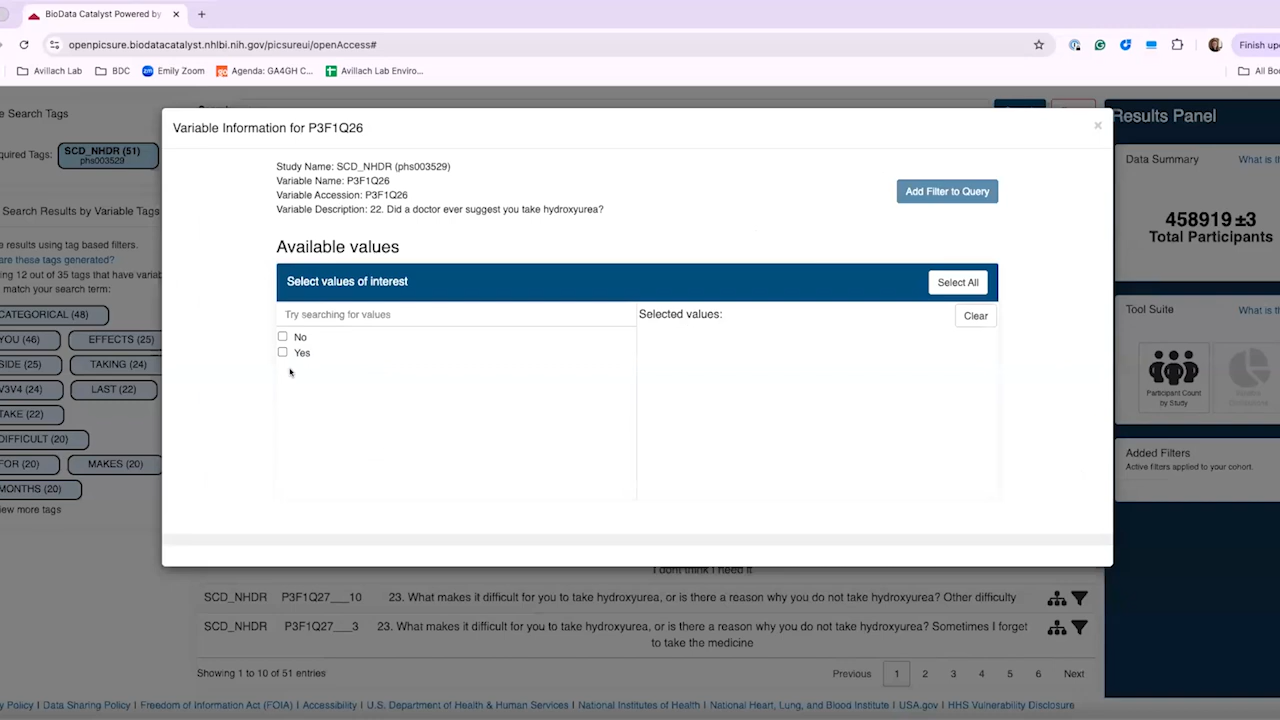 BioData Catalyst Powered by
openpicsure.biodatacatalyst.nhlbi.nih.gov/picsureui/openAccess#
Finish up
Avillach Lab
BDC
Emily Zoom
Agenda: GA4GH C...
Avillach Lab Enviro...
All Boo
Variable Information for P3F1Q26
×
Study Name: SCD_NHDR (phs003529)
Variable Name: P3F1Q26
Variable Accession: P3F1Q26
Variable Description: 22. Did a doctor ever suggest you take hydroxyurea?
Add Filter to Query
Available values
Select values of interest
Select All
Try searching for values
Selected values:
Clear
No
Yes
e Search Tags
quired Tags:
SCD_NHDR (51)
phs003529
Search Results by Variable Tags
e results using tag based filters.
are these tags generated?
ing 12 out of 35 tags that have variab
match your search term:
CATEGORICAL (48)
YOU (46)
EFFECTS (25)
SIDE (25)
TAKING (24)
V3V4 (24)
LAST (22)
TAKE (22)
DIFFICULT (20)
FOR (20)
MAKES (20)
MONTHS (20)
iew more tags
I dont think I need it
SCD_NHDR P3F1Q27___10 23. What makes it difficult for you to take hydroxyurea, or is there a reason why you do not take hydroxyurea? Other difficulty
SCD_NHDR P3F1Q27___3 23. What makes it difficult for you to take hydroxyurea, or is there a reason why you do not take hydroxyurea? Sometimes I forget
to take the medicine
Showing 1 to 10 of 51 entries
Previous 1 2 3 4 5 6 Next
Results Panel
Data Summary
What is it
458919 ±3
Total Participants
Tool Suite
What is th
Participant Count
by Study
Added Filters
Active filters applied to your cohort.
y Policy | Data Sharing Policy | Freedom of Information Act (FOIA) | Accessibility | U.S. Department of Health & Human Services | National Institutes of Health | National Heart, Lung, and Blood Institute | USA.gov | HHS Vulnerability Disclosure